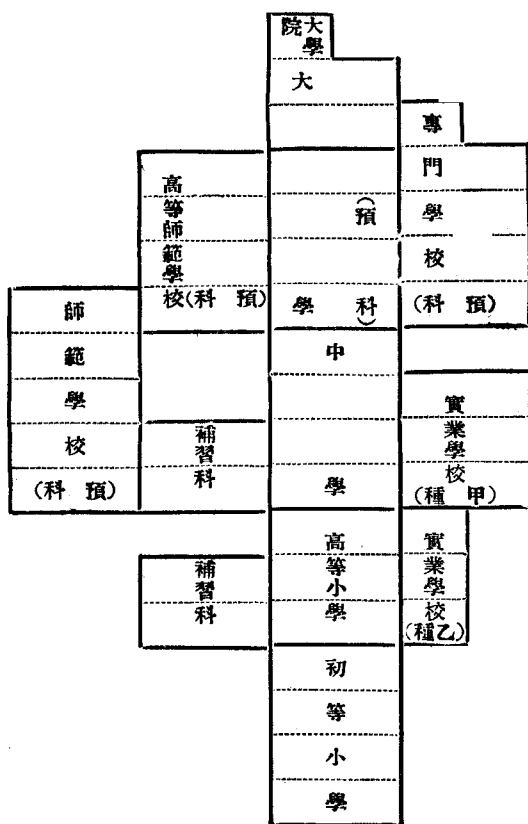 大學院
大學(預科)
專門學校(預科)
高等師範學校(預科)
師範學校(預科)
中學
補習科
實業學校(甲種)
高等小學
補習科
實業學校(乙種)
初等小學